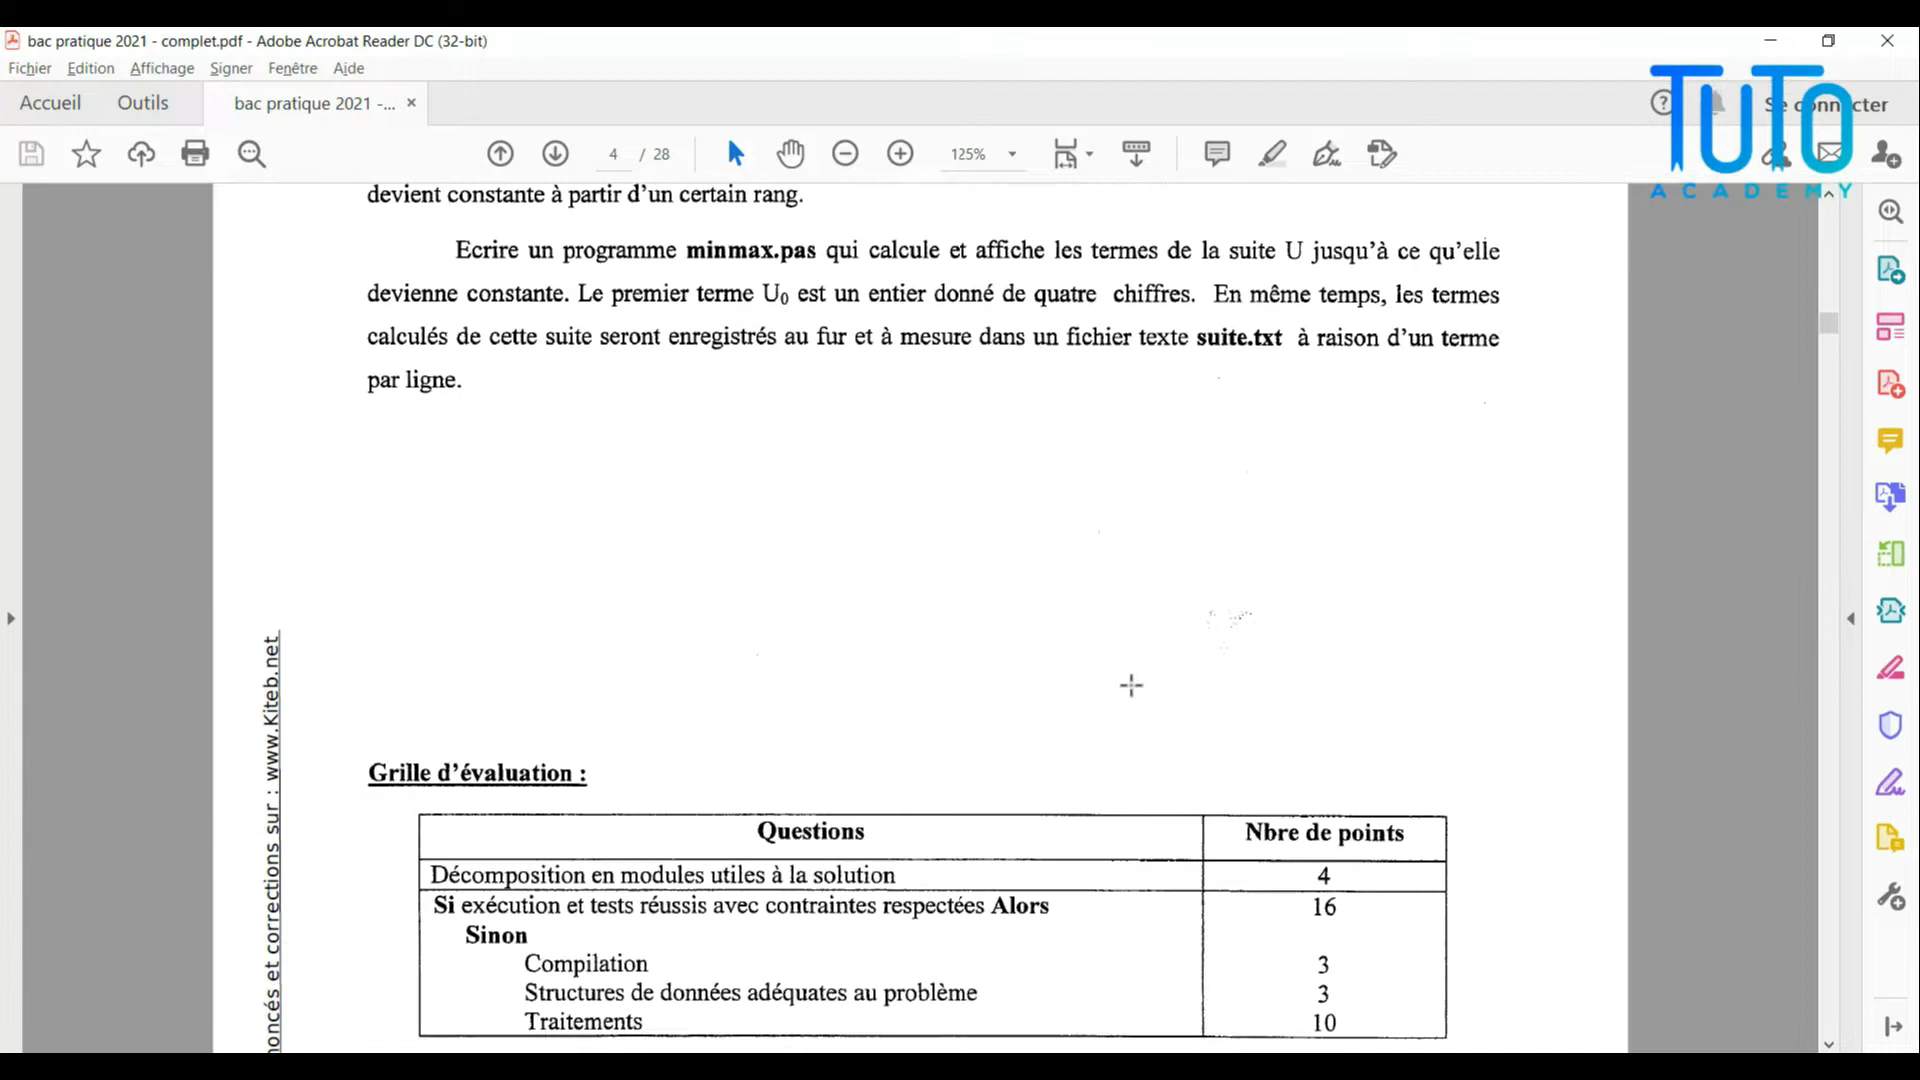 bac pratique 2021 - complet.pdf - Adobe Acrobat Reader DC (32-bit)
Fichier Edition Affichage Signer Fenêtre Aide
Accueil Outils bac pratique 2021 -... × Se connecter
4 / 28 125%
TUTO
ACADEMY
devient constante à partir d'un certain rang.
Ecrire un programme minmax.pas qui calcule et affiche les termes de la suite U jusqu'à ce qu'elle
devienne constante. Le premier terme U₀ est un entier donné de quatre chiffres. En même temps, les termes
calculés de cette suite seront enregistrés au fur et à mesure dans un fichier texte suite.txt à raison d'un terme
par ligne.
noncés et corrections sur : www.Kiteb.net
Grille d'évaluation :
Questions Nbre de points
Décomposition en modules utiles à la solution 4
Si exécution et tests réussis avec contraintes respectées Alors 16
Sinon
Compilation 3
Structures de données adéquates au problème 3
Traitements 10